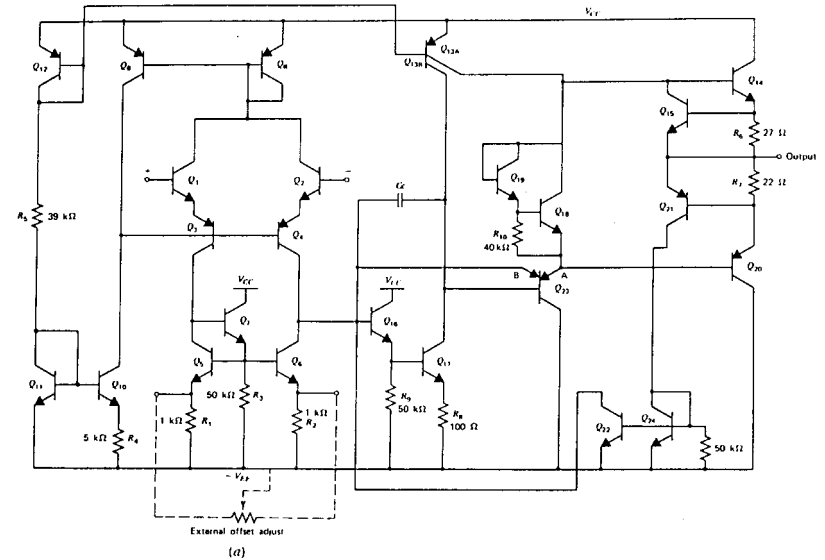 V_CC
Q_12
Q_8
Q_13A
Q_13B
Q_14
Q_15
R_6 27 Ω
Output
+
Q_1
Q_2
−
Q_19
R_7 22 Ω
R_5 39 kΩ
Q_3
Q_4
C_c
Q_18
R_10
40 kΩ
Q_21
B
A
Q_23
Q_20
V_CC
Q_7
V_CC
Q_16
Q_11
Q_10
Q_5
Q_6
Q_17
50 kΩ R_3
R_9
50 kΩ
R_8
100 Ω
1 kΩ R_1
1 kΩ
R_2
5 kΩ R_4
Q_22
Q_24
50 kΩ
− V_EE
External offset adjust
(a)